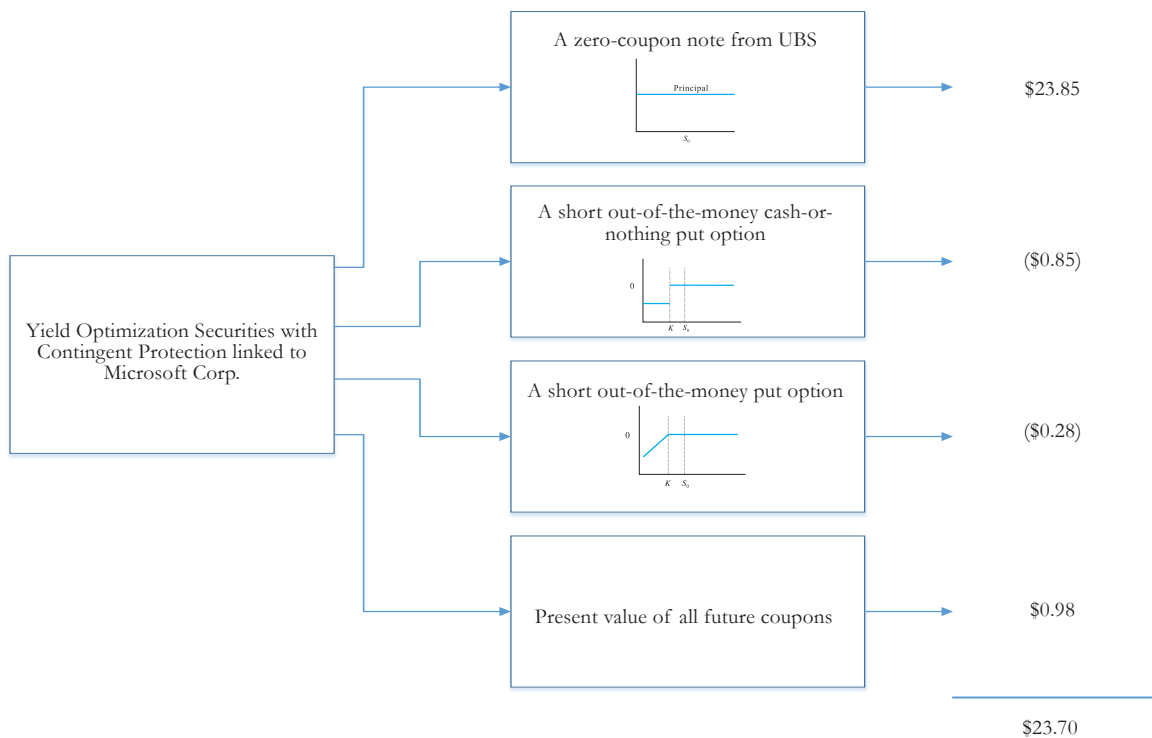 A zero-coupon note from UBS
Principal
S₀
$23.85
A short out-of-the-money cash-or-
nothing put option
0
K S₀
($0.85)
Yield Optimization Securities with
Contingent Protection linked to
Microsoft Corp.
A short out-of-the-money put option
0
K S₀
($0.28)
Present value of all future coupons
$0.98
$23.70